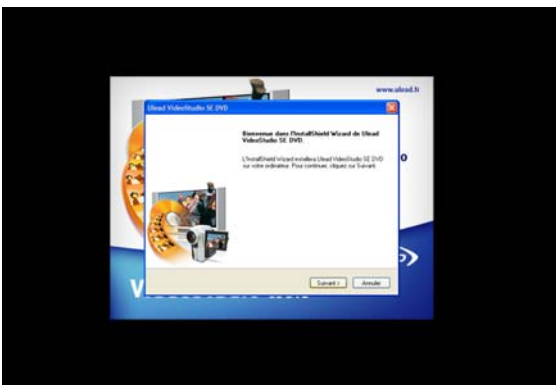 www.ulead.fr
Ulead VideoStudio SE DVD
Bienvenue dans l'InstallShield Wizard de Ulead
VideoStudio SE DVD.
L'InstallShield Wizard installera Ulead VideoStudio SE DVD
sur votre ordinateur. Pour continuer, cliquez sur Suivant.
Suivant >
Annuler